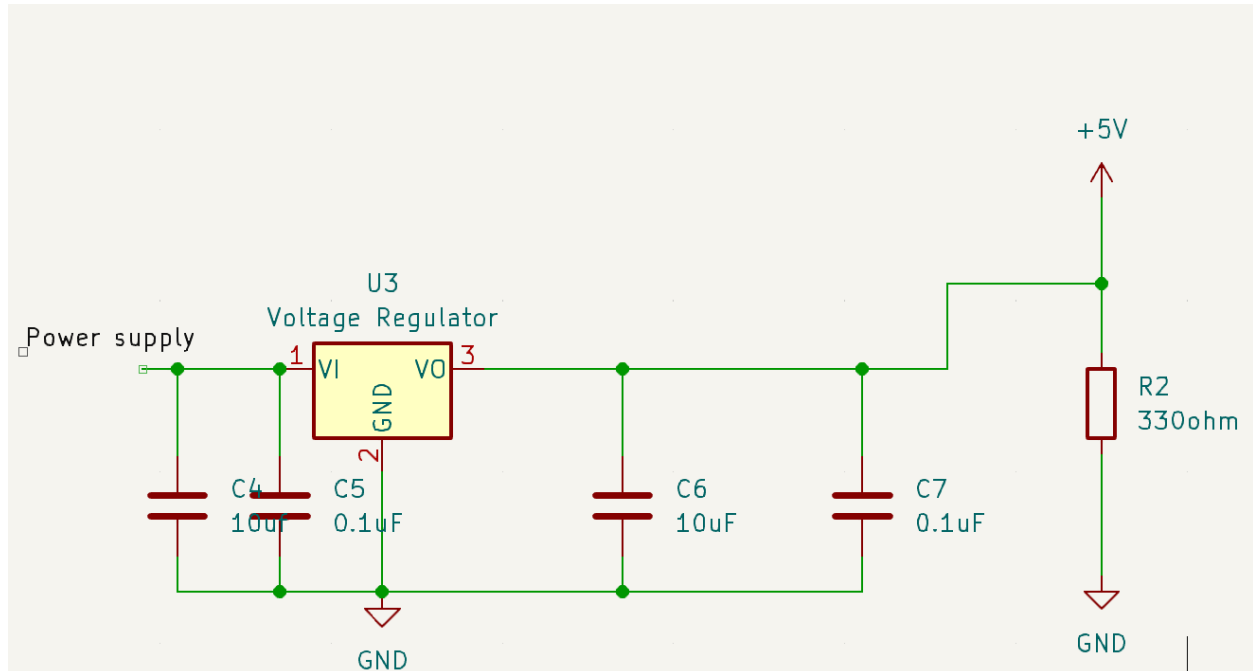 +5V
U3
Voltage Regulator
Power supply
1 VI VO 3
GND
2
R2
330ohm
C4 C5 C6 C7
10uF 0.1uF 10uF 0.1uF
GND GND